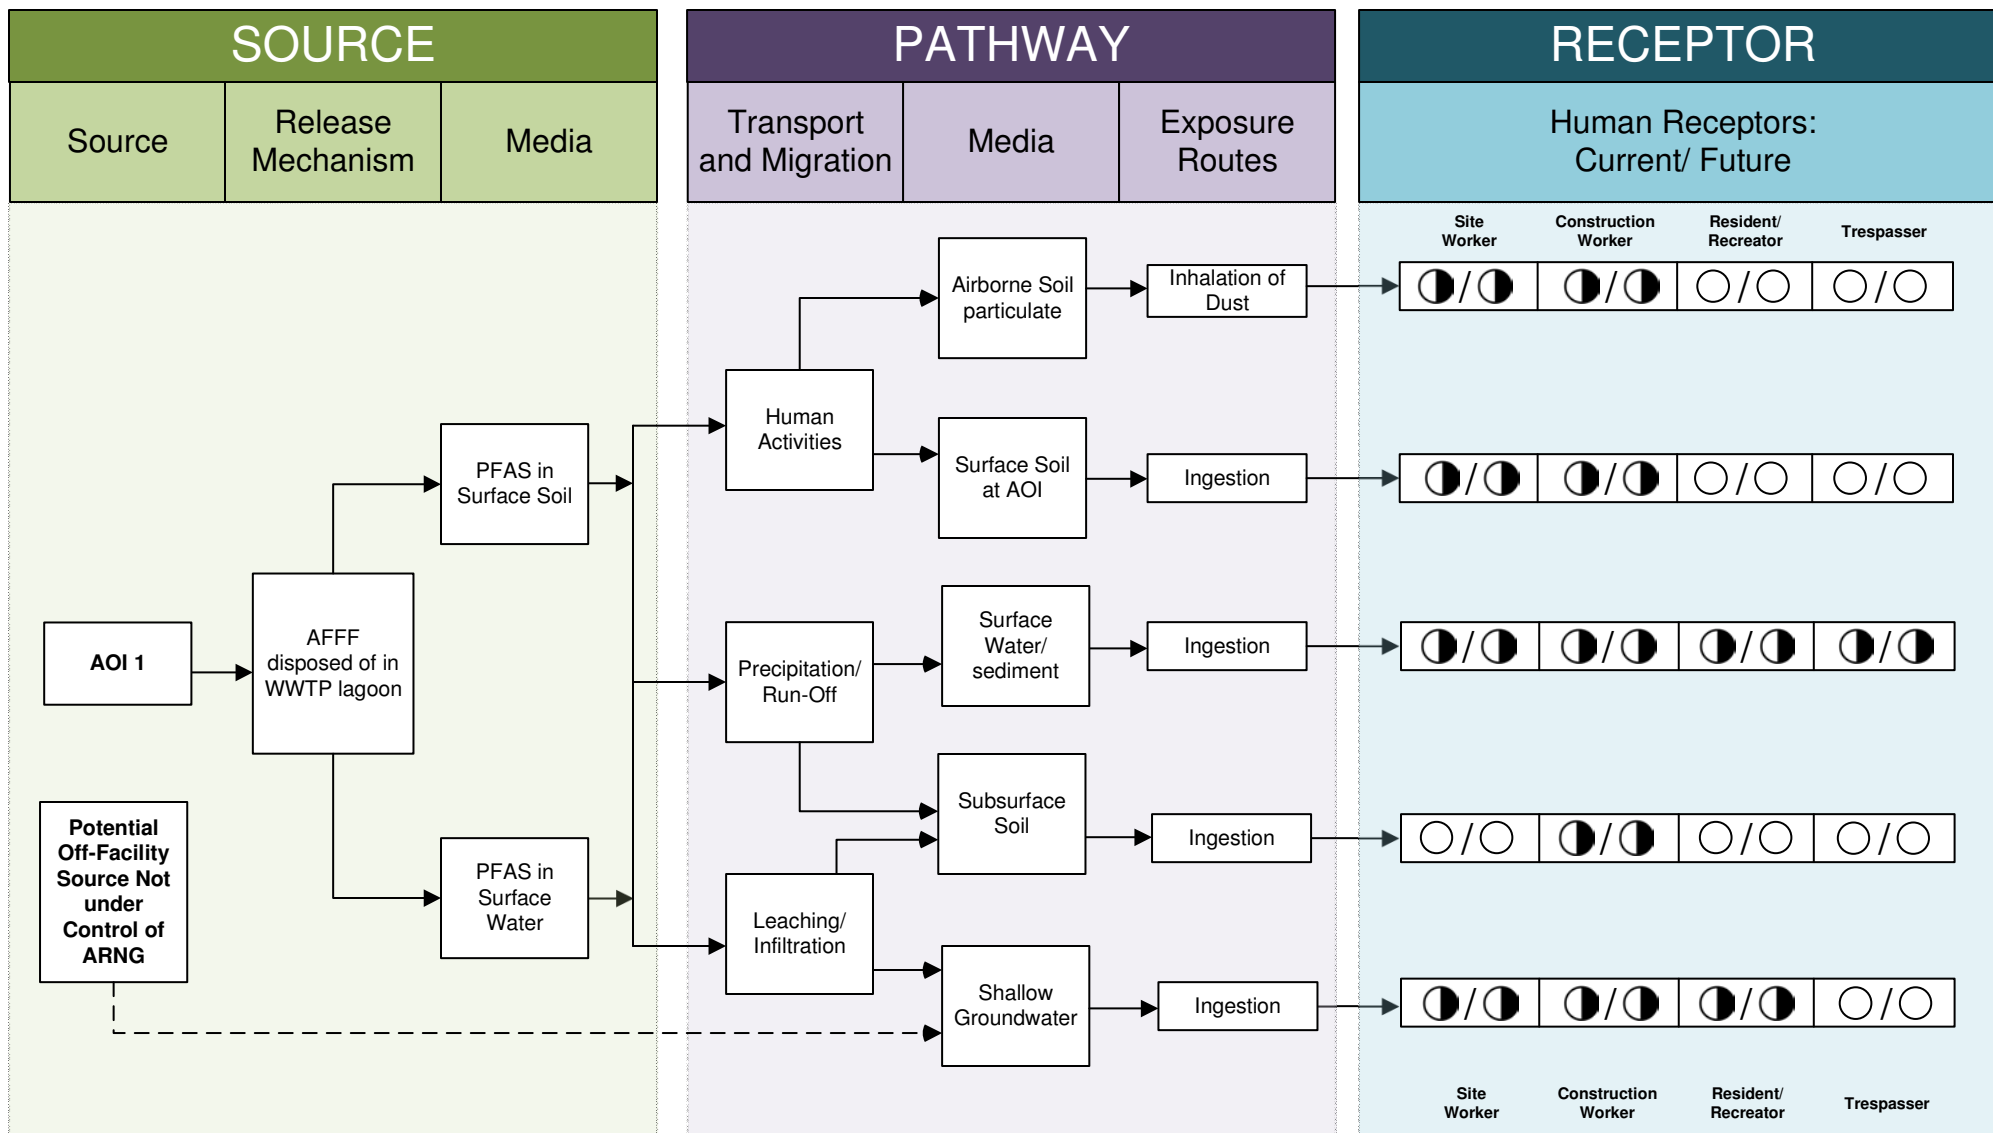 SOURCE
PATHWAY
RECEPTOR
Source
Release
Mechanism
Media
Transport
and Migration
Media
Exposure
Routes
Human Receptors:
Current/ Future
Site
Worker
Construction
Worker
Resident/
Recreator
Trespasser
Airborne Soil
particulate
Inhalation of
Dust
/ / / /
Human
Activities
PFAS in
Surface Soil
Surface Soil
at AOI
Ingestion
/ / / /
AOI 1
AFFF
disposed of in
WWTP lagoon
Precipitation/
Run-Off
Surface
Water/
sediment
Ingestion
/ / / /
Potential
Off-Facility
Source Not
under
Control of
ARNG
PFAS in
Surface
Water
Subsurface
Soil
Ingestion
/ / / /
Leaching/
Infiltration
Shallow
Groundwater
Ingestion
/ / / /
Site
Worker
Construction
Worker
Resident/
Recreator
Trespasser